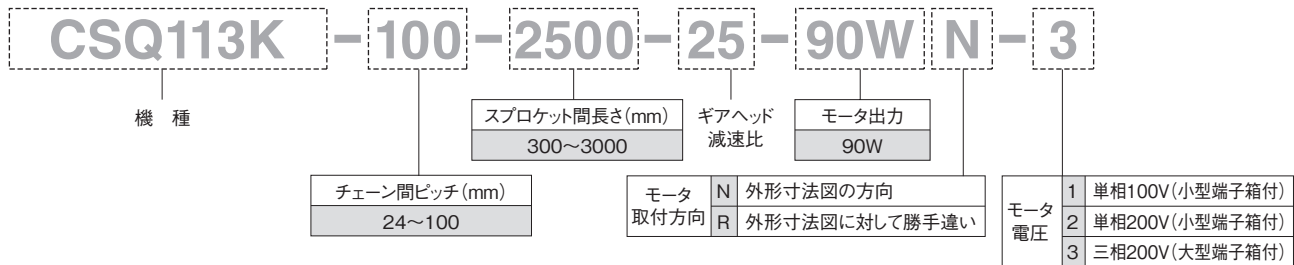 CSQ113K-100-2500-25-90WN-3
機 種
スプロケット間長さ(mm)
300~3000
ギアヘッド
減速比
モータ出力
90W
チェーン間ピッチ(mm)
24~100
モータ
取付方向
N 外形寸法図の方向
R 外形寸法図に対して勝手違い
モータ
電圧
1 単相100V(小型端子箱付)
2 単相200V(小型端子箱付)
3 三相200V(大型端子箱付)